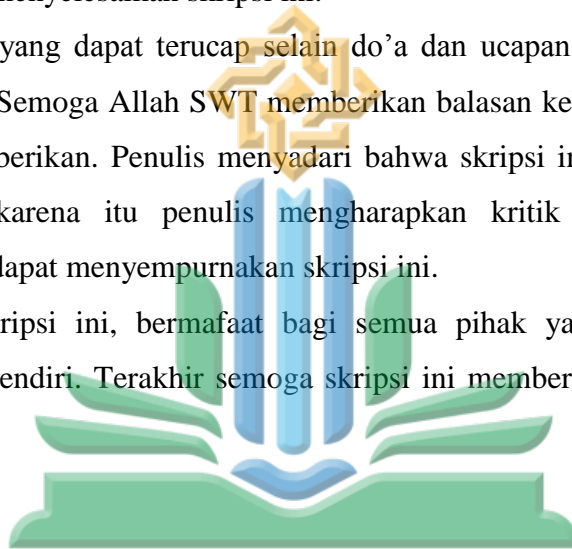 menyelesaikan skripsi ini.
yang dapat terucap selain do’a dan ucapan
Semoga Allah SWT memberikan balasan ke
berikan. Penulis menyadari bahwa skripsi in
karena itu penulis mengharapkan kritik
dapat menyempurnakan skripsi ini.
ripsi ini, bermafaat bagi semua pihak ya
endiri. Terakhir semoga skripsi ini member